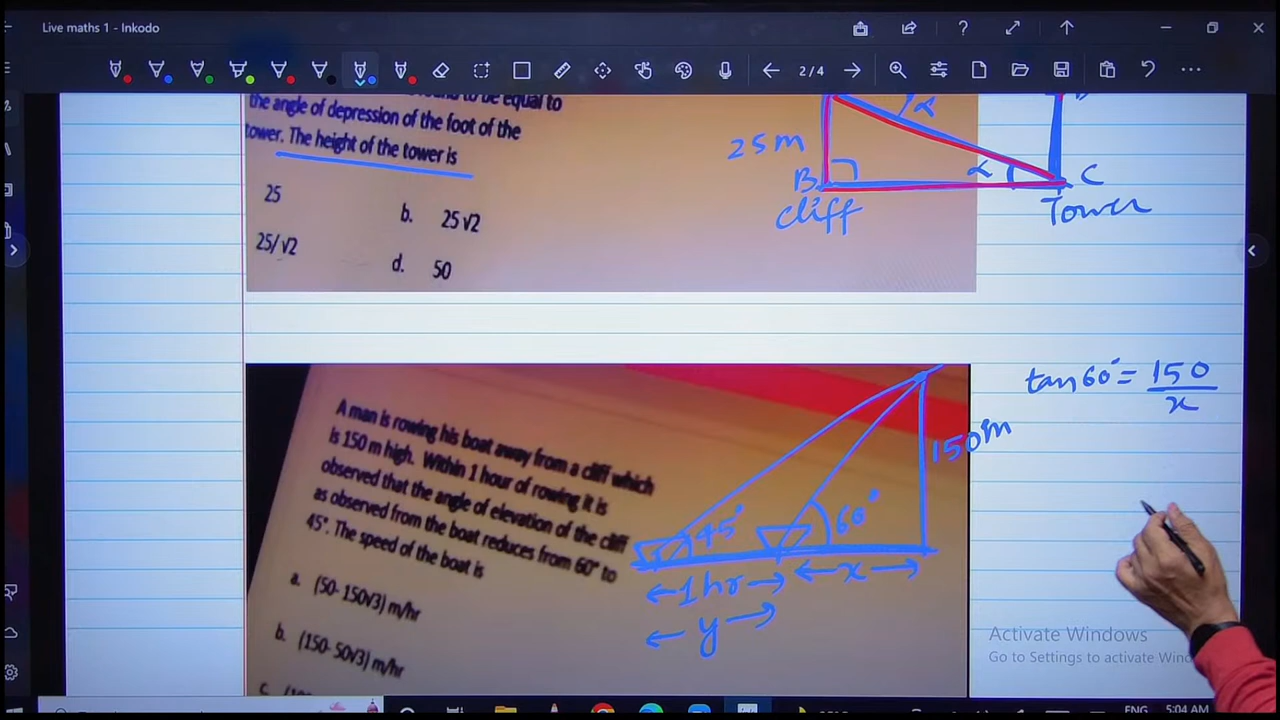 Live maths 1 - Inkodo
2/4
the angle of depression of the foot of the
tower. The height of the tower is
25
b. 25 √2
25/ √2
d. 50
25m
α
α
B
C
Cliff
Tower
A man is rowing his boat away from a cliff which
is 150 m high. Within 1 hour of rowing it is
observed that the angle of elevation of the cliff
as observed from the boat reduces from 60° to
45°. The speed of the boat is
a. (50- 150√3) m/hr
b. (150- 50√3) m/hr
150m
45°
60°
1hr
x
y
tan60° = 150/x
Activate Windows
Go to Settings to activate Wind
ENG 5:04 AM